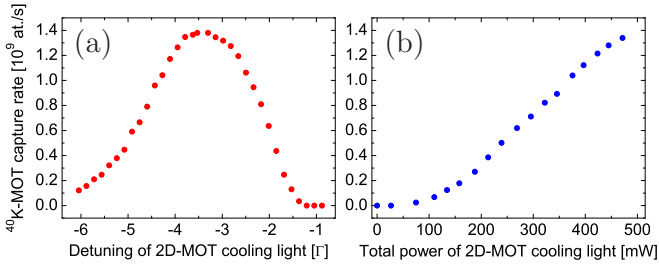 ⁴⁰K-MOT capture rate [10⁹ at./s]
1.4
1.2
1.0
0.8
0.6
0.4
0.2
0.0
(a)
-6 -5 -4 -3 -2 -1
Detuning of 2D-MOT cooling light [Γ]
1.4
1.2
1.0
0.8
0.6
0.4
0.2
0.0
(b)
0 100 200 300 400 500
Total power of 2D-MOT cooling light [mW]